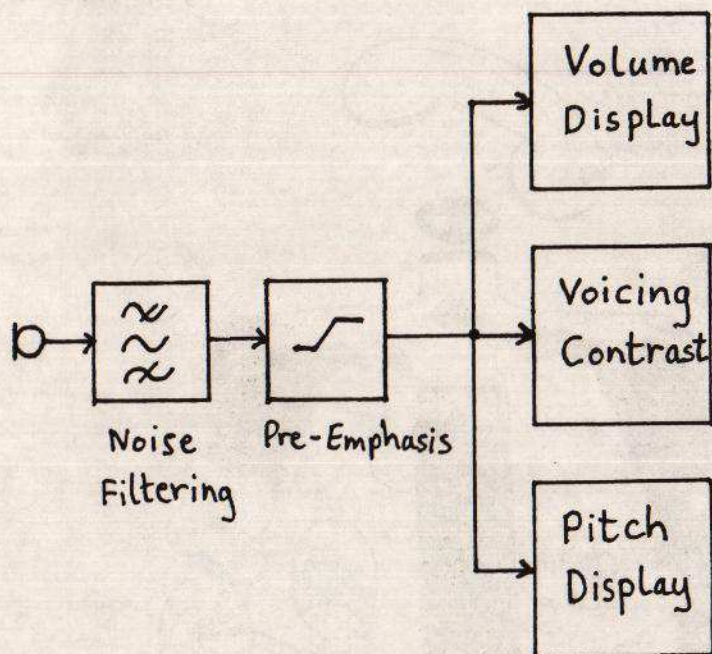 Volume
Display
Voicing
Contrast
Noise
Filtering
Pre-Emphasis
Pitch
Display